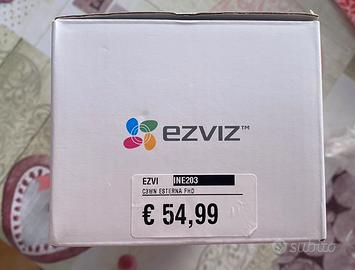 ezviz™
EZVI INE203
C3WN ESTERNA FHD
€ 54,99
subito